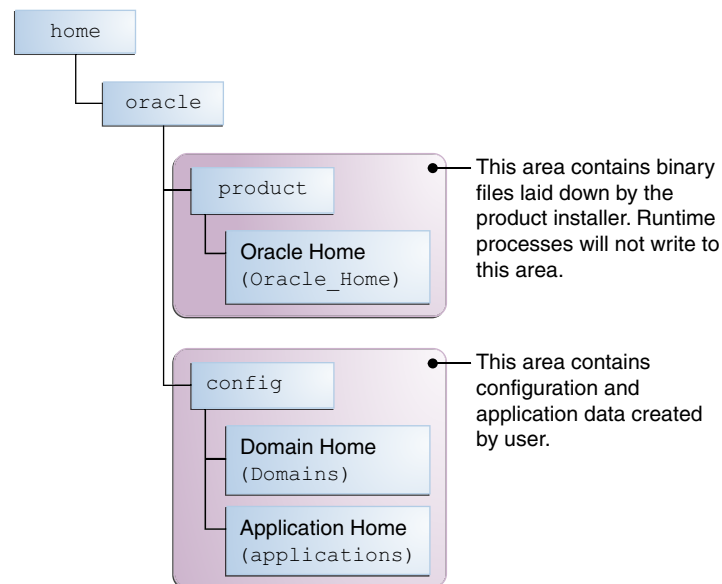 home
oracle
product
Oracle Home
(Oracle_Home)
This area contains binary
files laid down by the
product installer. Runtime
processes will not write to
this area.
config
Domain Home
(Domains)
Application Home
(applications)
This area contains
configuration and
application data created
by user.